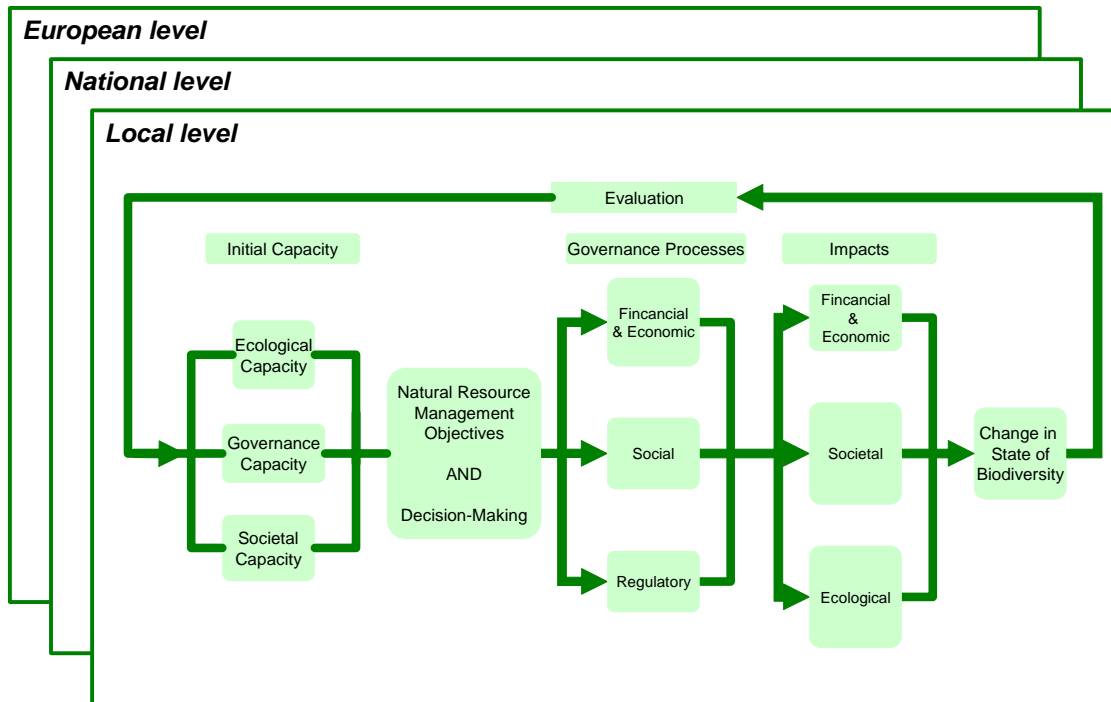 European level
National level
Local level
Evaluation
Initial Capacity
Governance Processes
Impacts
Ecological
Capacity
Governance
Capacity
Societal
Capacity
Natural Resource
Management
Objectives
AND
Decision-Making
Fincancial
& Economic
Social
Regulatory
Fincancial
&
Economic
Societal
Ecological
Change in
State of
Biodiversity